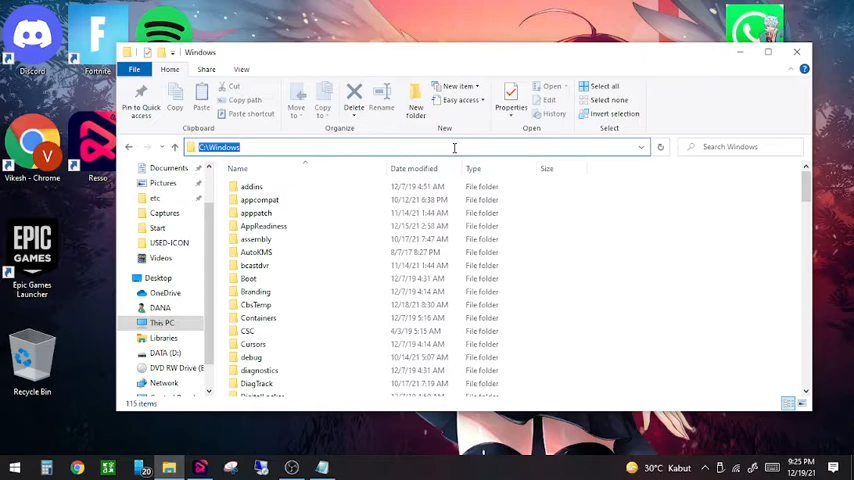 Windows
File Home Share View
Cut
Copy path
Paste shortcut
Pin to Quick access
Copy
Paste
Clipboard
Move to
Copy to
Delete
Rename
Organize
New item
Easy access
New folder
New
Open
Edit
History
Properties
Open
Select all
Select none
Invert selection
Select
C:\Windows
Search Windows
Name Date modified Type Size
Documents
Pictures
etc
Captures
Start
USED-ICON
Videos
Desktop
OneDrive
DANA
This PC
Libraries
DATA (D:)
DVD RW Drive (E
Network
addins 12/7/19 4:51 AM File folder
appcompat 10/12/21 6:38 PM File folder
apppatch 11/14/21 1:44 AM File folder
AppReadiness 12/15/21 2:58 AM File folder
assembly 10/17/21 7:47 AM File folder
AutoKMS 8/7/17 8:27 PM File folder
bcastdvr 11/14/21 1:44 AM File folder
Boot 12/7/19 4:31 AM File folder
Branding 12/7/19 4:14 AM File folder
CbsTemp 12/18/21 8:30 AM File folder
Containers 12/7/19 5:16 AM File folder
CSC 4/3/19 5:15 AM File folder
Cursors 12/7/19 4:14 AM File folder
debug 10/14/21 5:07 AM File folder
diagnostics 12/7/19 4:31 AM File folder
DiagTrack 10/17/21 7:19 AM File folder
115 items
Discord
Fortnite
V
Vikesh - Chrome
Resso
EPIC GAMES
Epic Games Launcher
Recycle Bin
20
30°C Kabut
9:25 PM
12/19/21